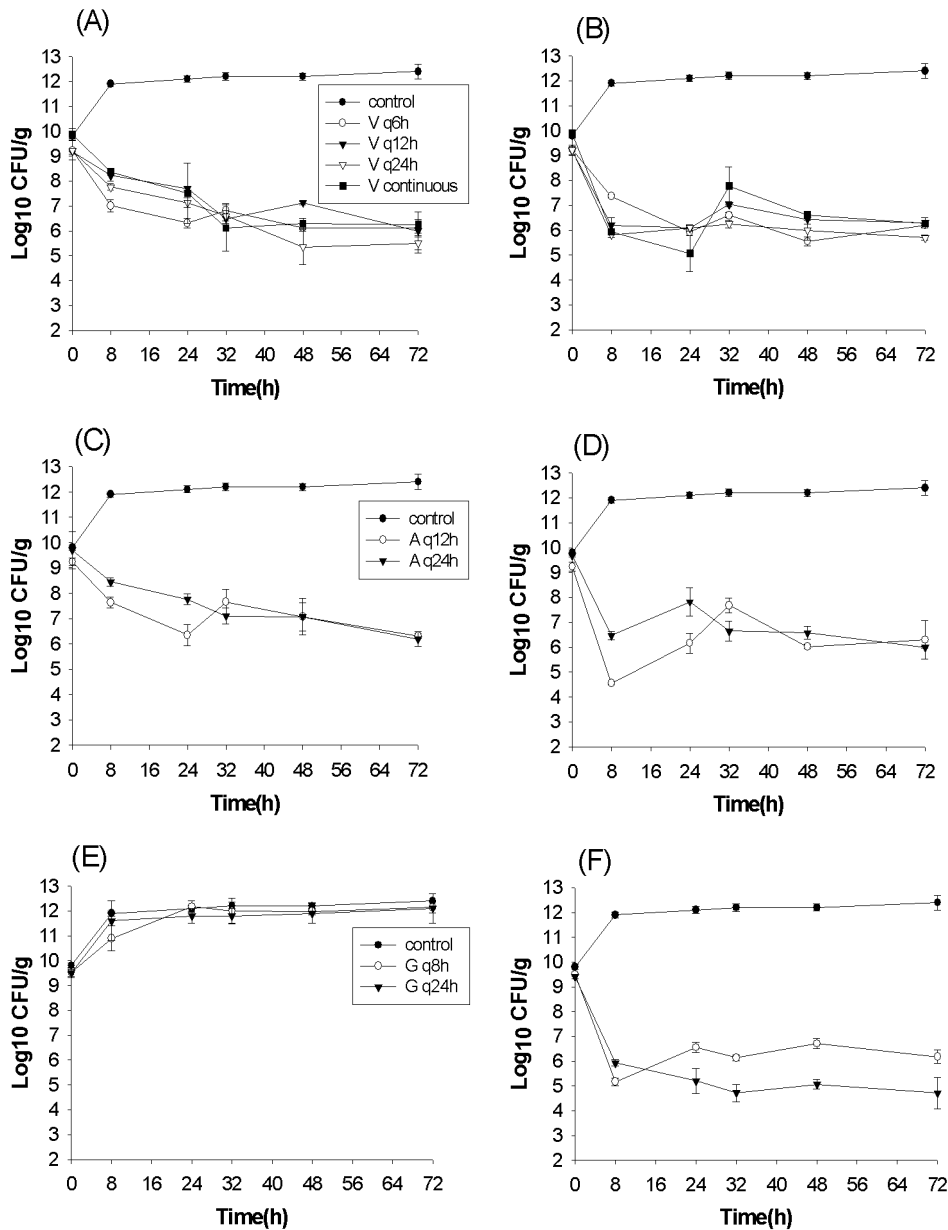 (A)
13
12
11
10
9
8
7
6
5
4
3
2
Log10 CFU/g
control
V q6h
V q12h
V q24h
V continuous
0 8 16 24 32 40 48 56 64 72
Time(h)
(B)
13
12
11
10
9
8
7
6
5
4
3
2
Log10 CFU/g
0 8 16 24 32 40 48 56 64 72
Time(h)
(C)
13
12
11
10
9
8
7
6
5
4
3
2
Log10 CFU/g
control
A q12h
A q24h
0 8 16 24 32 40 48 56 64 72
Time(h)
(D)
13
12
11
10
9
8
7
6
5
4
3
2
Log10 CFU/g
0 8 16 24 32 40 48 56 64 72
Time(h)
(E)
13
12
11
10
9
8
7
6
5
4
3
2
Log10 CFU/g
control
G q8h
G q24h
0 8 16 24 32 40 48 56 64 72
Time(h)
(F)
13
12
11
10
9
8
7
6
5
4
3
2
Log10 CFU/g
0 8 16 24 32 40 48 56 64 72
Time(h)